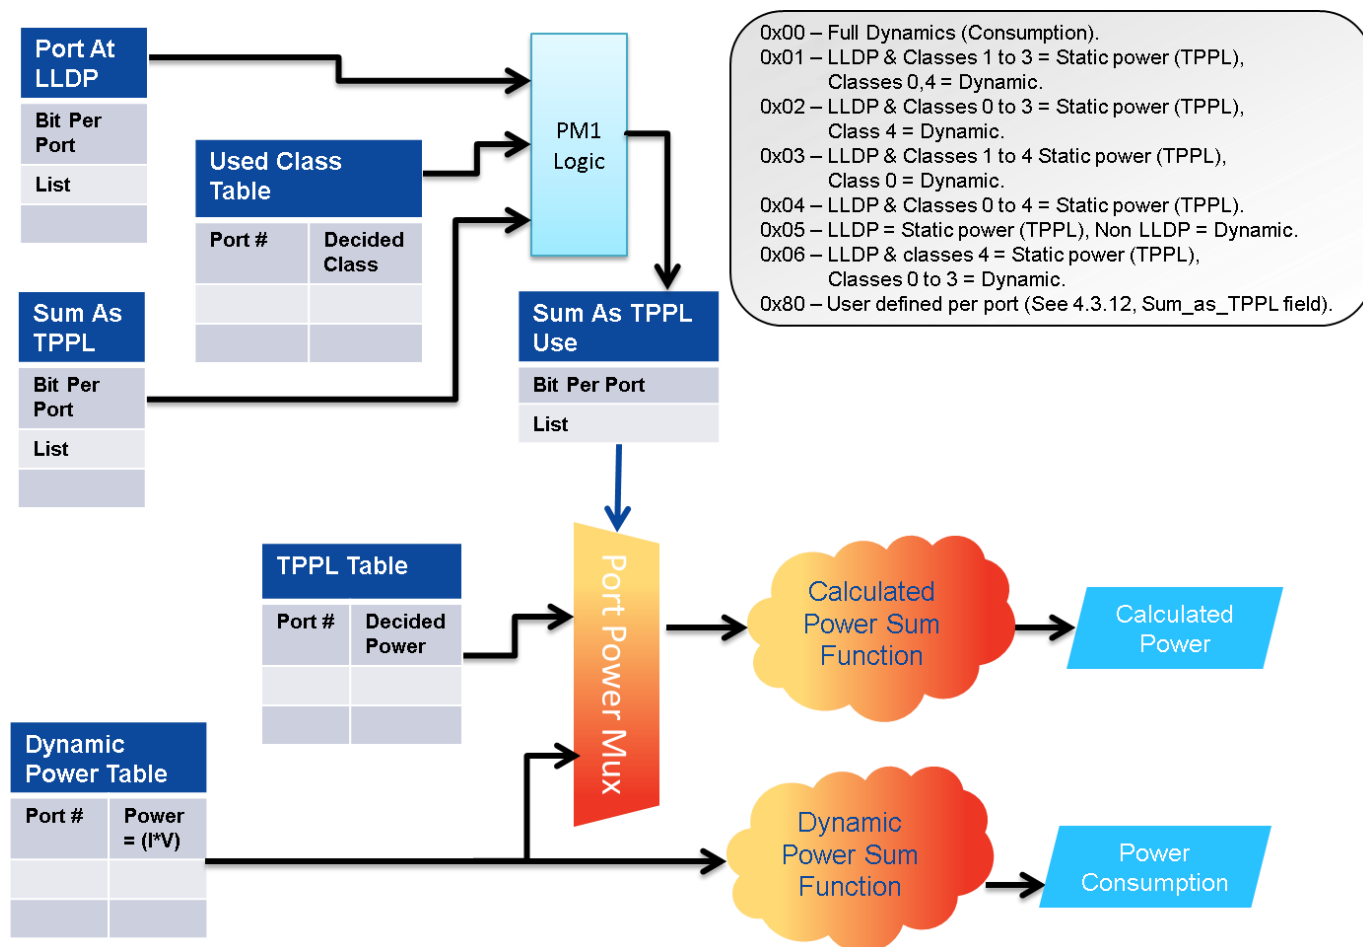 Port At
LLDP
Bit Per
Port
List
Used Class
Table
Port #
Decided
Class
Sum As
TPPL
Bit Per
Port
List
PM1
Logic
0x00 – Full Dynamics (Consumption).
0x01 – LLDP & Classes 1 to 3 = Static power (TPPL),
Classes 0,4 = Dynamic.
0x02 – LLDP & Classes 0 to 3 = Static power (TPPL),
Class 4 = Dynamic.
0x03 – LLDP & Classes 1 to 4 Static power (TPPL),
Class 0 = Dynamic.
0x04 – LLDP & Classes 0 to 4 = Static power (TPPL).
0x05 – LLDP = Static power (TPPL), Non LLDP = Dynamic.
0x06 – LLDP & classes 4 = Static power (TPPL),
Classes 0 to 3 = Dynamic.
0x80 – User defined per port (See 4.3.12, Sum_as_TPPL field).
Sum As TPPL
Use
Bit Per Port
List
TPPL Table
Port #
Decided
Power
Port Power Mux
Calculated
Power Sum
Function
Calculated
Power
Dynamic
Power Table
Port #
Power
= (I*V)
Dynamic
Power Sum
Function
Power
Consumption